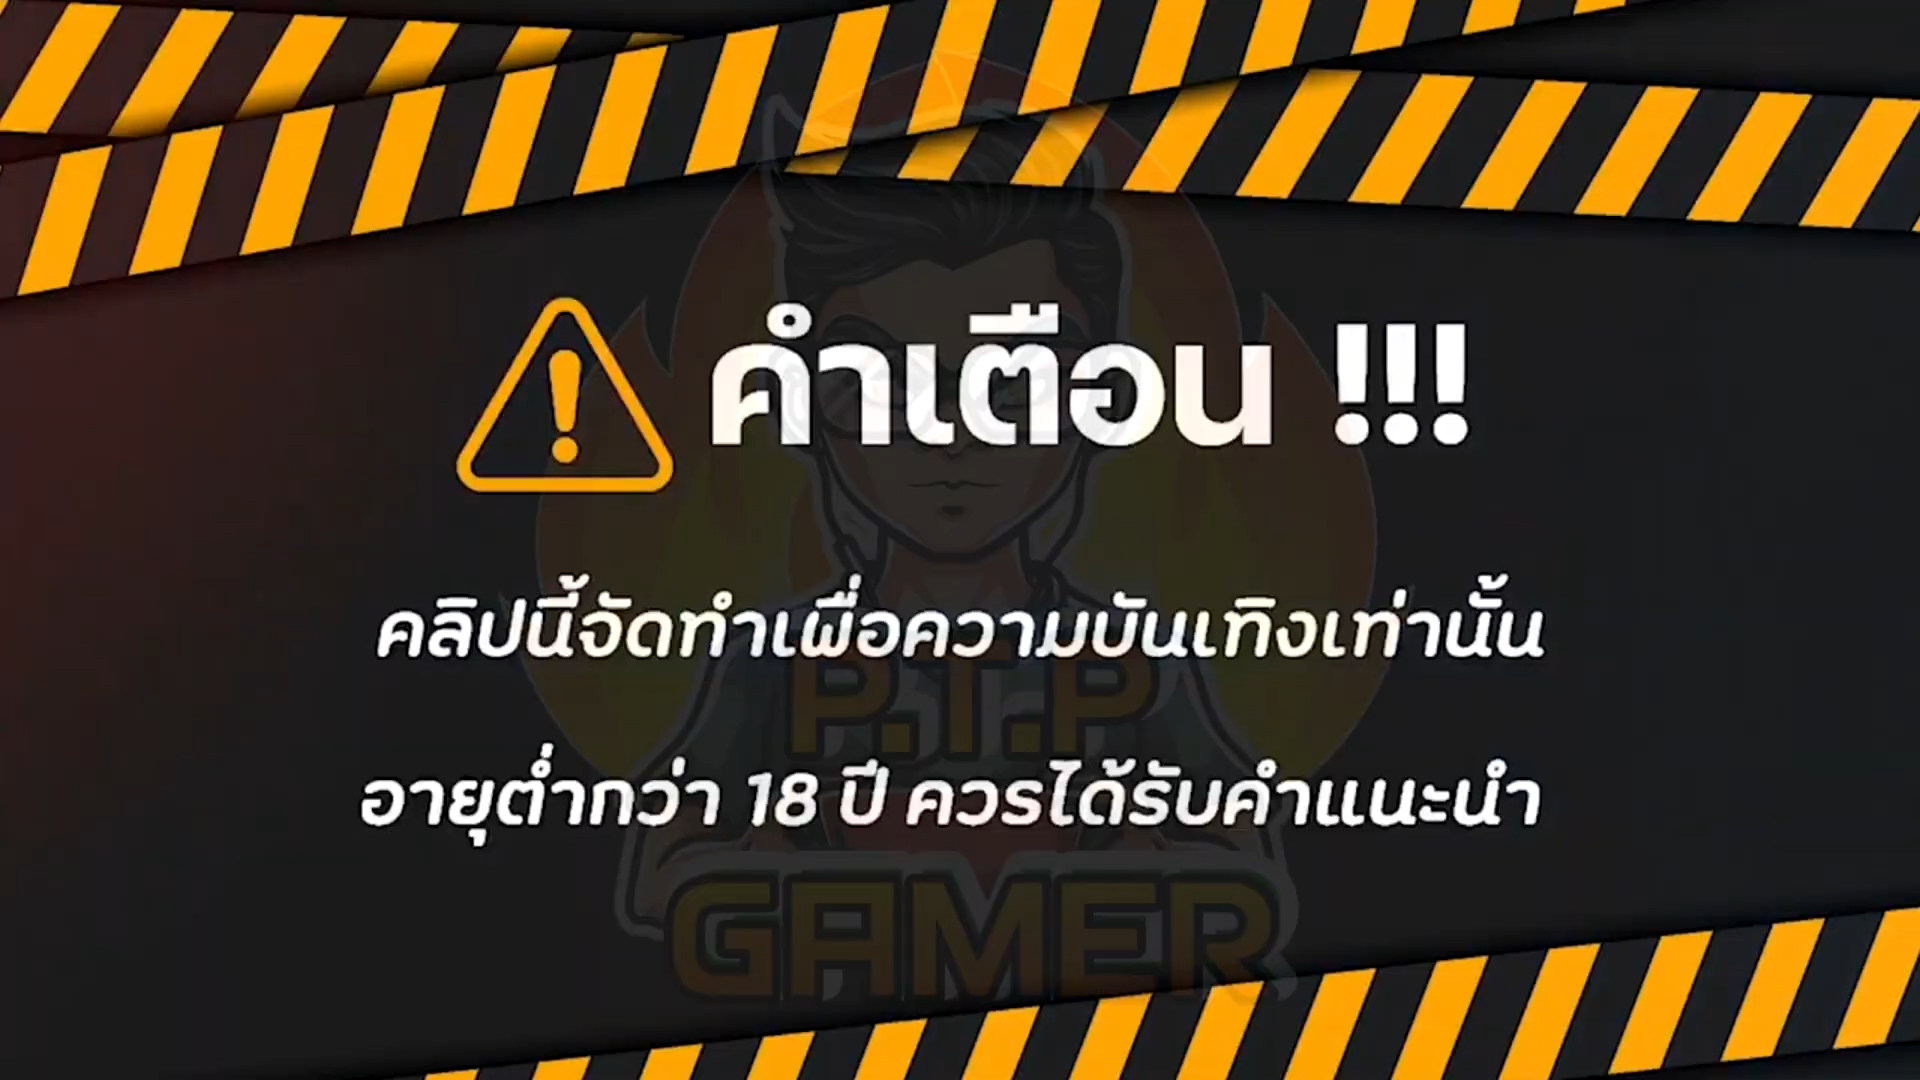 คำเตือน !!!
คลิปนี้จัดทำเพื่อความบันเทิงเท่านั้น
P.T.P
อายุต่ำกว่า 18 ปี ควรได้รับคำแนะนำ
GAMER